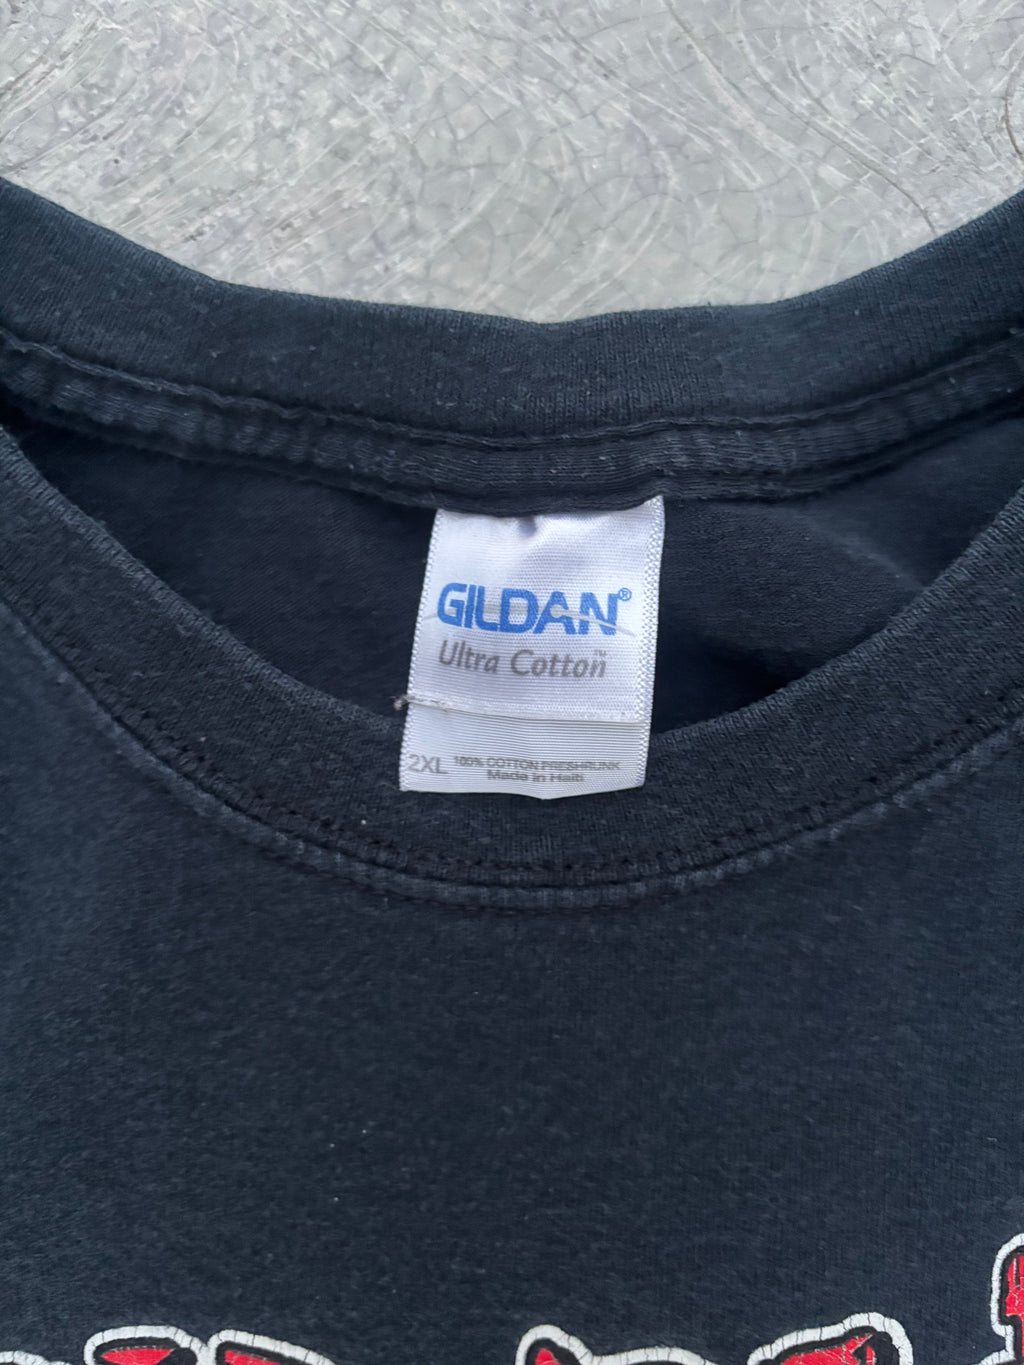 GILDAN®
Ultra Cotton™
2XL 100% COTTON PRESHRUNK
Made in Haiti